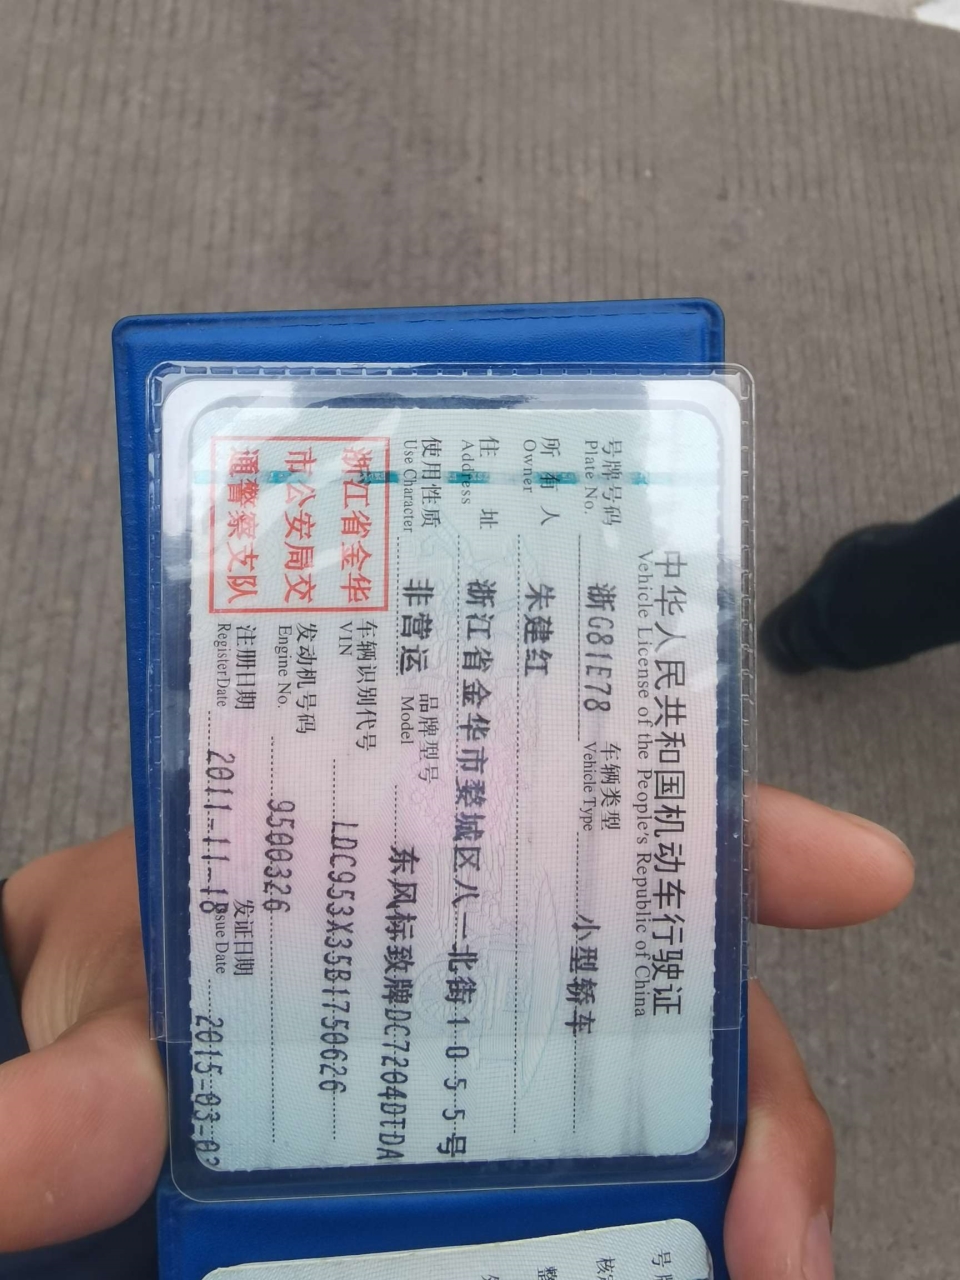 中华人民共和国机动车行驶证
Vehicle License of the People's Republic of China
号牌号码 浙G81E78 车辆类型 小型轿车
Plate No. Vehicle Type
所有人 朱建红
Owner
住址 浙江省金华市婺城区八一北街1055号
Address
使用性质 非营运 品牌型号 东风标致牌DC7204DTDA
Use Character Model
浙江省金华
市公安局交
通警察支队
车辆识别代号 LDC953X35B1750626
VIN
发动机号码 9500326
Engine No.
注册日期 2011-11-18 发证日期 2015-03-03
Register Date Issue Date